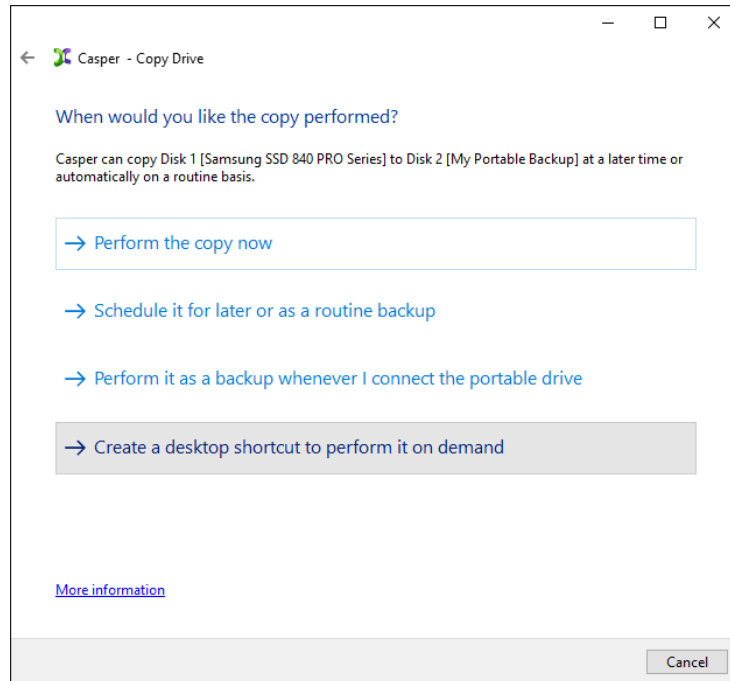 Casper - Copy Drive
When would you like the copy performed?
Casper can copy Disk 1 [Samsung SSD 840 PRO Series] to Disk 2 [My Portable Backup] at a later time or
automatically on a routine basis.
Perform the copy now
Schedule it for later or as a routine backup
Perform it as a backup whenever I connect the portable drive
Create a desktop shortcut to perform it on demand
More information
Cancel